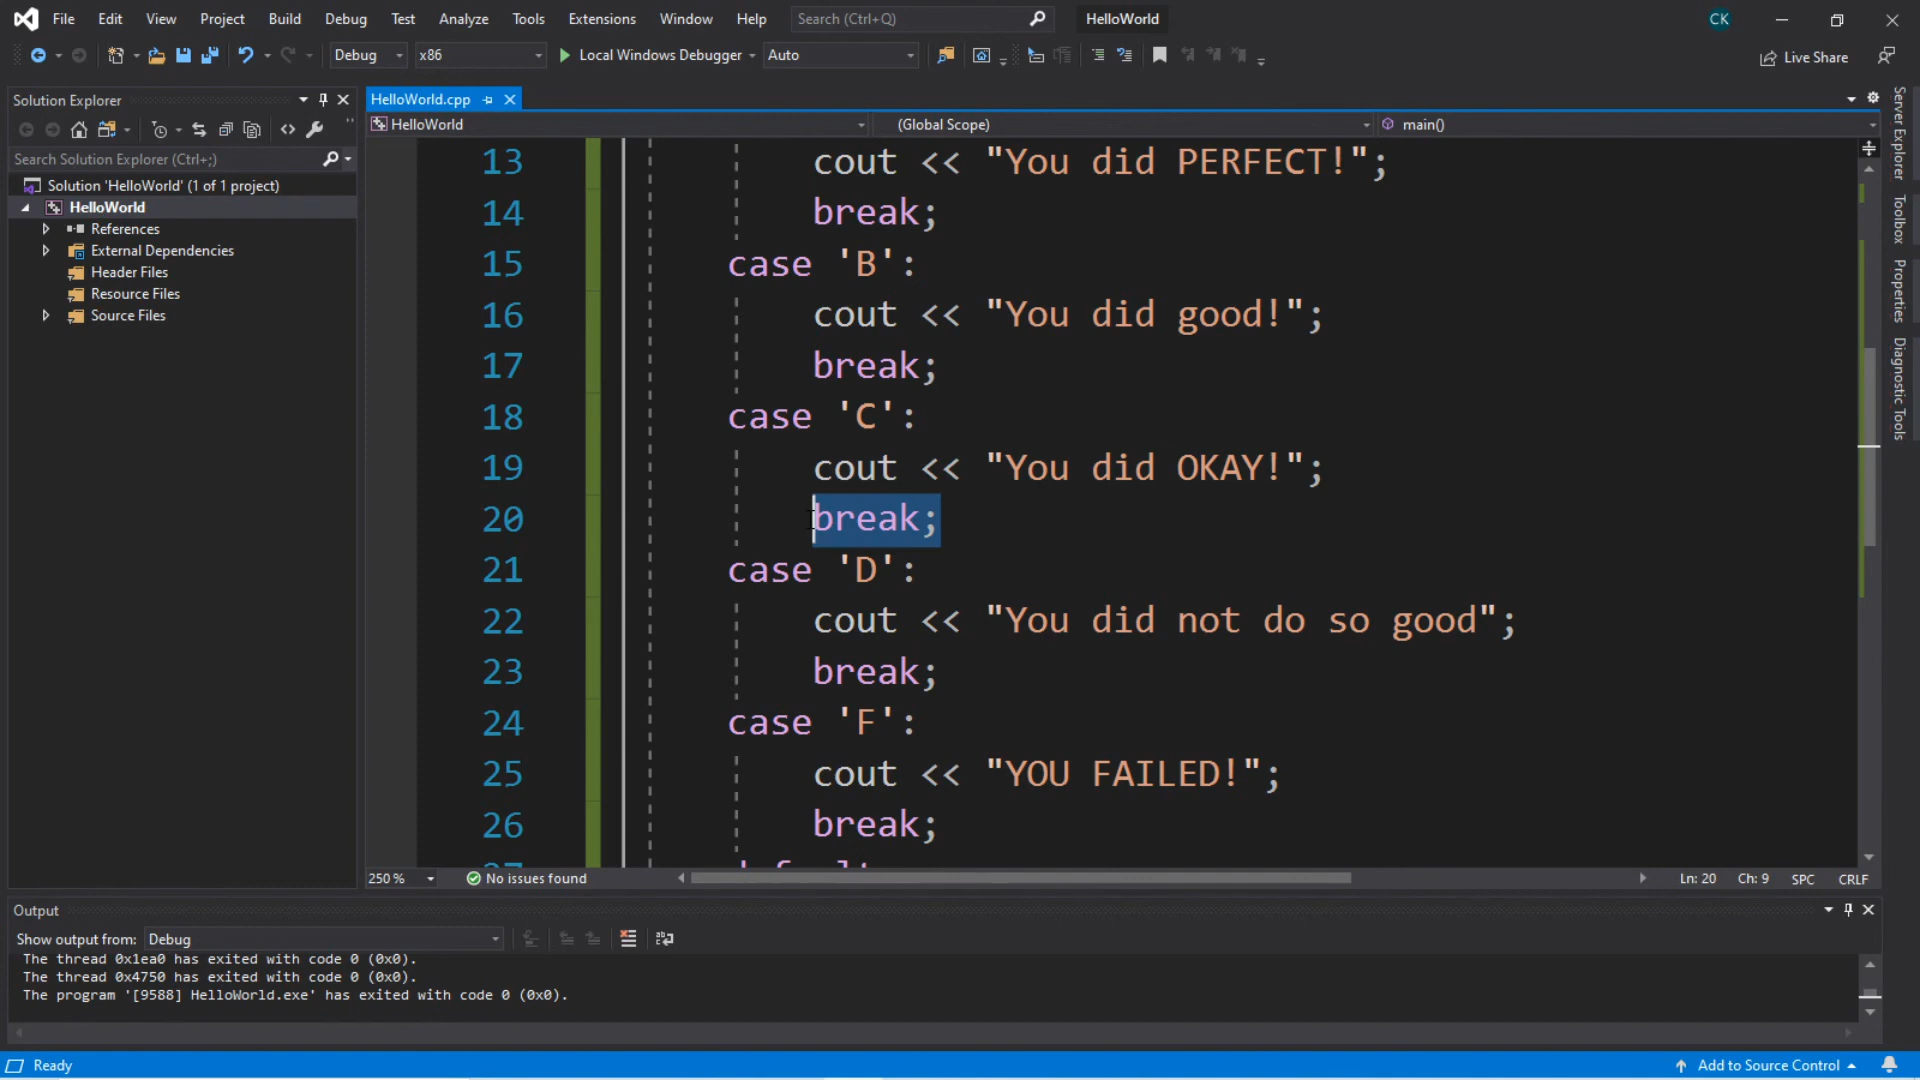 File Edit View Project Build Debug Test Analyze Tools Extensions Window Help Search (Ctrl+Q) HelloWorld CK
Debug x86 Local Windows Debugger Auto Live Share
Solution Explorer
Search Solution Explorer (Ctrl+;)
Solution 'HelloWorld' (1 of 1 project)
HelloWorld
References
External Dependencies
Header Files
Resource Files
Source Files
HelloWorld.cpp
HelloWorld (Global Scope) main()
13 cout << "You did PERFECT!";
14 break;
15 case 'B':
16 cout << "You did good!";
17 break;
18 case 'C':
19 cout << "You did OKAY!";
20 break;
21 case 'D':
22 cout << "You did not do so good";
23 break;
24 case 'F':
25 cout << "YOU FAILED!";
26 break;
250 % No issues found Ln: 20 Ch: 9 SPC CRLF
Server Explorer
Toolbox
Properties
Diagnostic Tools
Output
Show output from: Debug
The thread 0x1ea0 has exited with code 0 (0x0).
The thread 0x4750 has exited with code 0 (0x0).
The program '[9588] HelloWorld.exe' has exited with code 0 (0x0).
Ready Add to Source Control